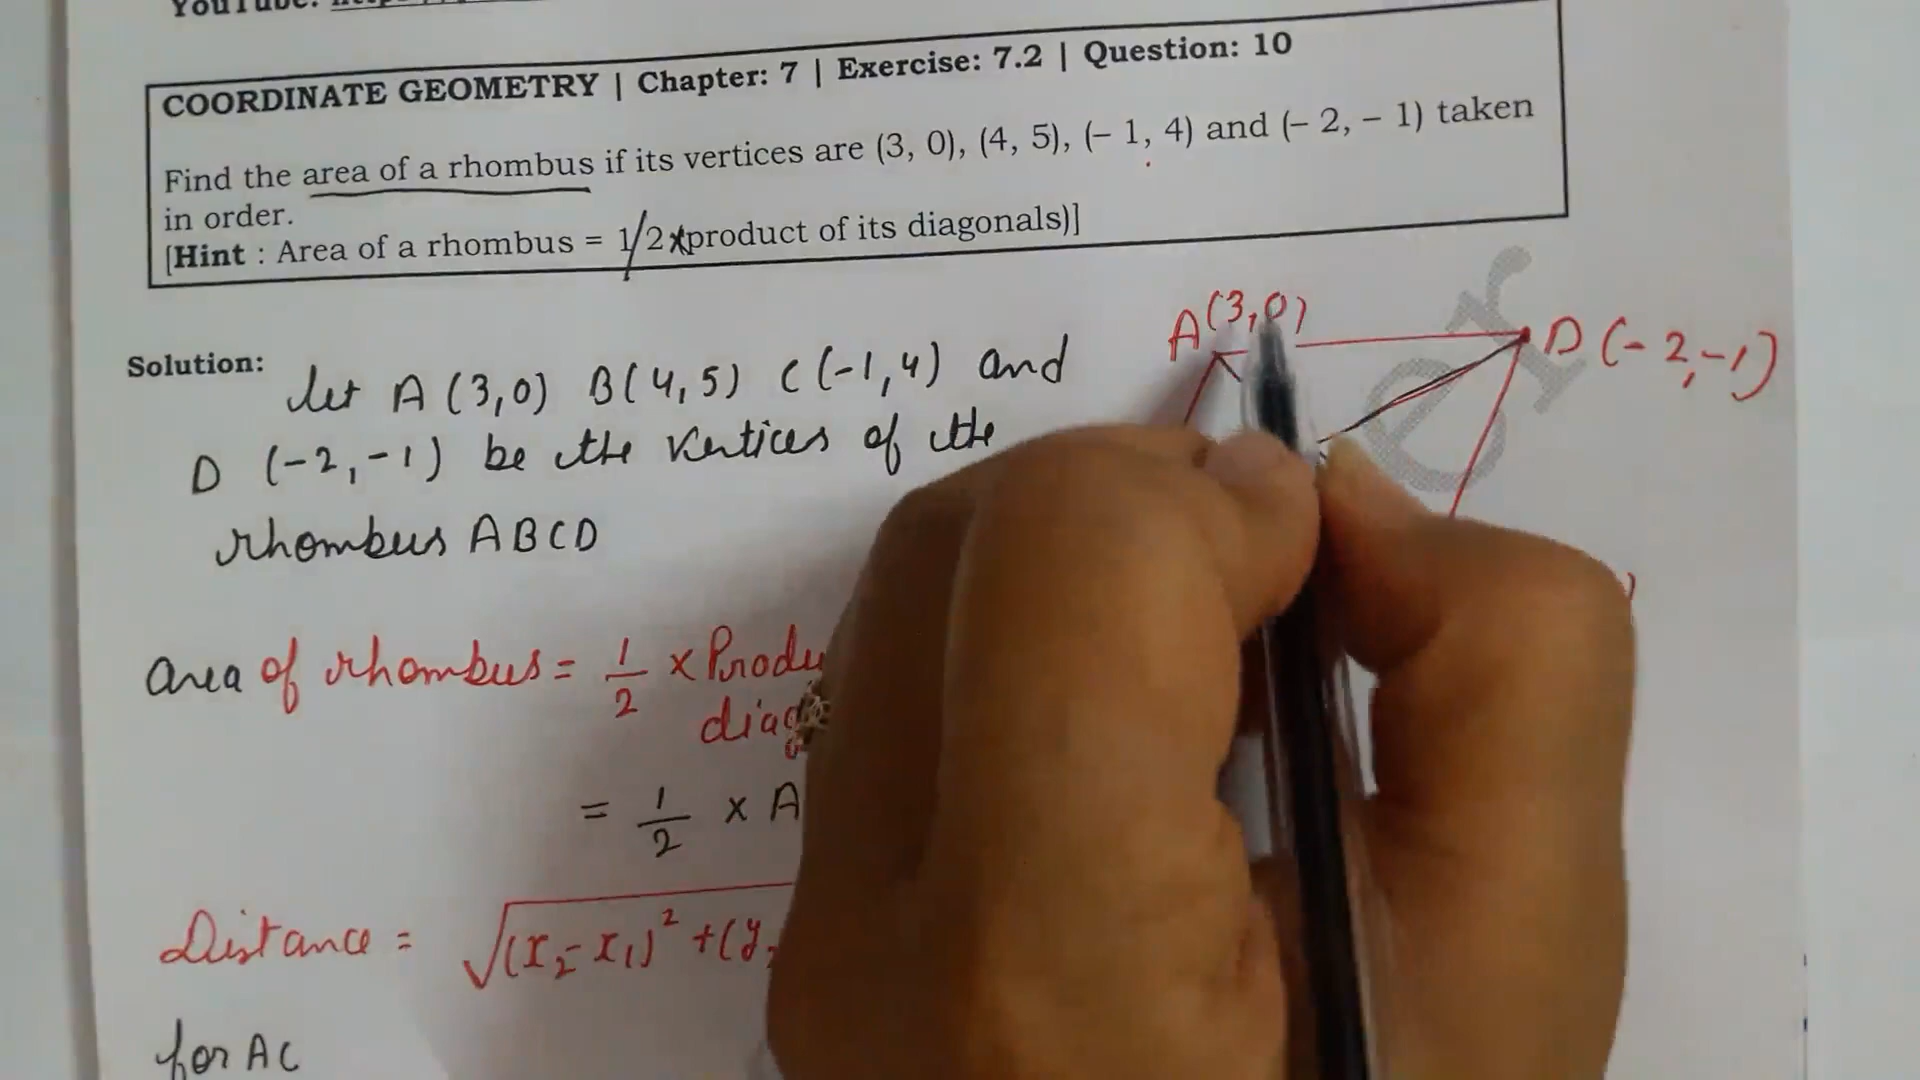 YouTube:
COORDINATE GEOMETRY | Chapter: 7 | Exercise: 7.2 | Question: 10
Find the area of a rhombus if its vertices are (3, 0), (4, 5), (– 1, 4) and (– 2, – 1) taken
in order.
[Hint : Area of a rhombus = 1/2 x(product of its diagonals)]
A(3,0)
D (-2,-1)
Solution: let A (3,0) B(4,5) C(-1,4) and
D (-2,-1) be the vertices of the
rhombus ABCD
area of rhombus = 1/2 x Produ
diag
= 1/2 x A
Distance = √(x₂-x₁)² + (y₂
for AC